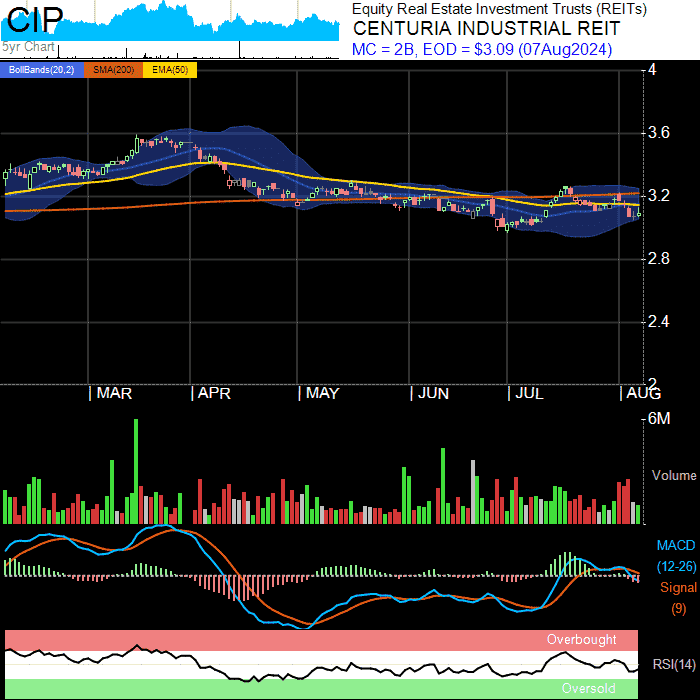 CIP
5yr Chart
Equity Real Estate Investment Trusts (REITs)
CENTURIA INDUSTRIAL REIT
MC = 2B, EOD = $3.09 (07Aug2024)
BollBands(20,2) SMA(200) EMA(50)
4
3.6
3.2
2.8
2.4
2
| MAR | APR | MAY | JUN | JUL | AUG
6M
Volume
MACD
(12-26)
Signal
(9)
Overbought
RSI(14)
Oversold